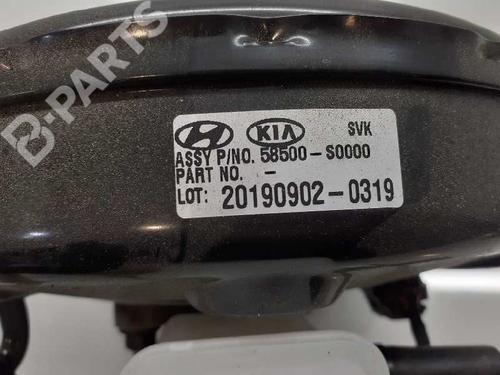 B-PARTS
HYUNDAI KIA SVK
ASSY P/NO. 58500-S0000
PART NO. -
LOT: 20190902-0319